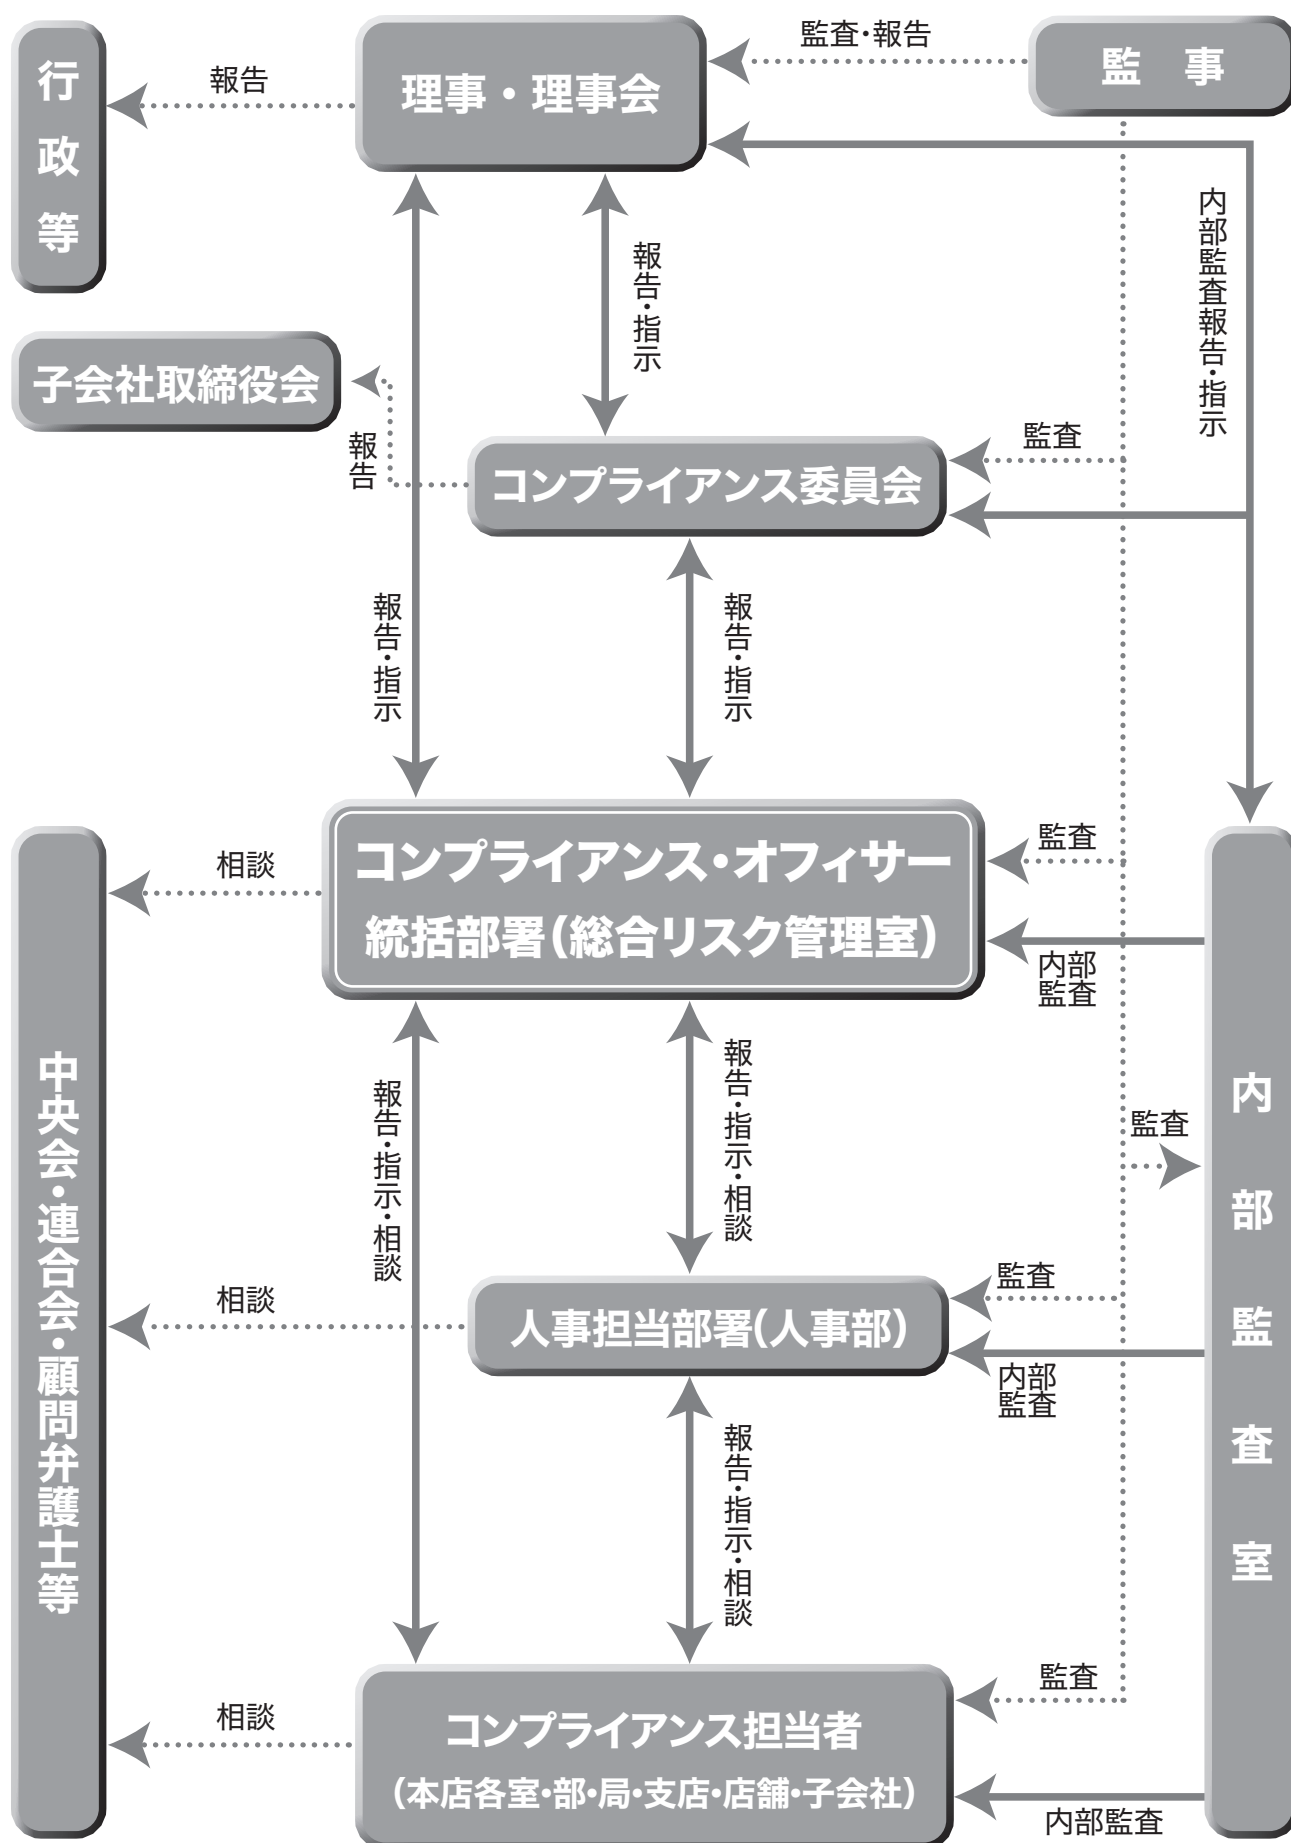 監査・報告
監　事
行政等
報告
理事・理事会
内部監査報告・指示
報告・指示
子会社取締役会
報告
監査
コンプライアンス委員会
報告・指示
報告・指示
監査
相談
コンプライアンス・オフィサー
統括部署(総合リスク管理室)
内部
監査
中央会・連合会・顧問弁護士等
内部監査室
報告・指示・相談
報告・指示・相談
監査
監査
相談
人事担当部署(人事部)
内部
監査
報告・指示・相談
監査
相談
コンプライアンス担当者
(本店各室・部・局・支店・店舗・子会社)
内部監査